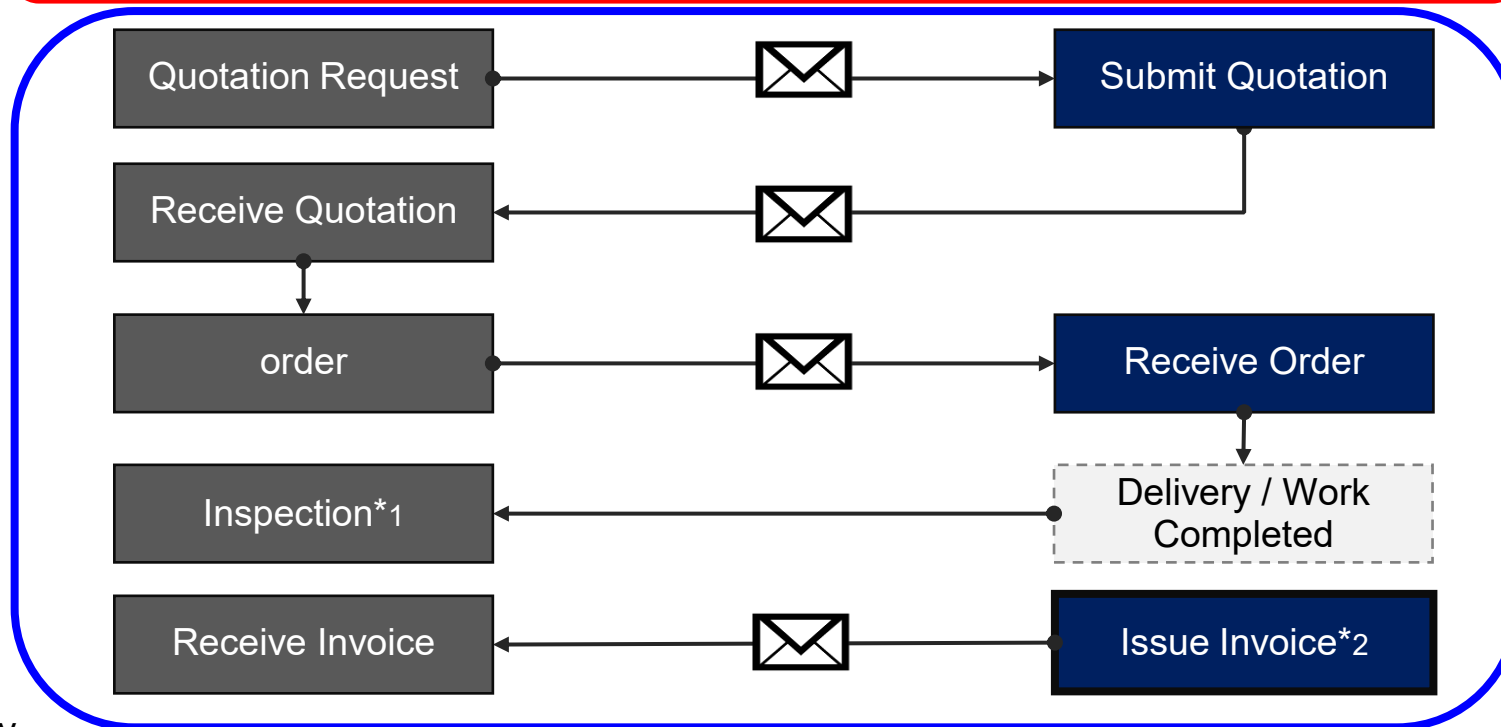 Quotation Request
Submit Quotation
Receive Quotation
order
Receive Order
Inspection*1
Delivery / Work
Completed
Receive Invoice
Issue Invoice*2